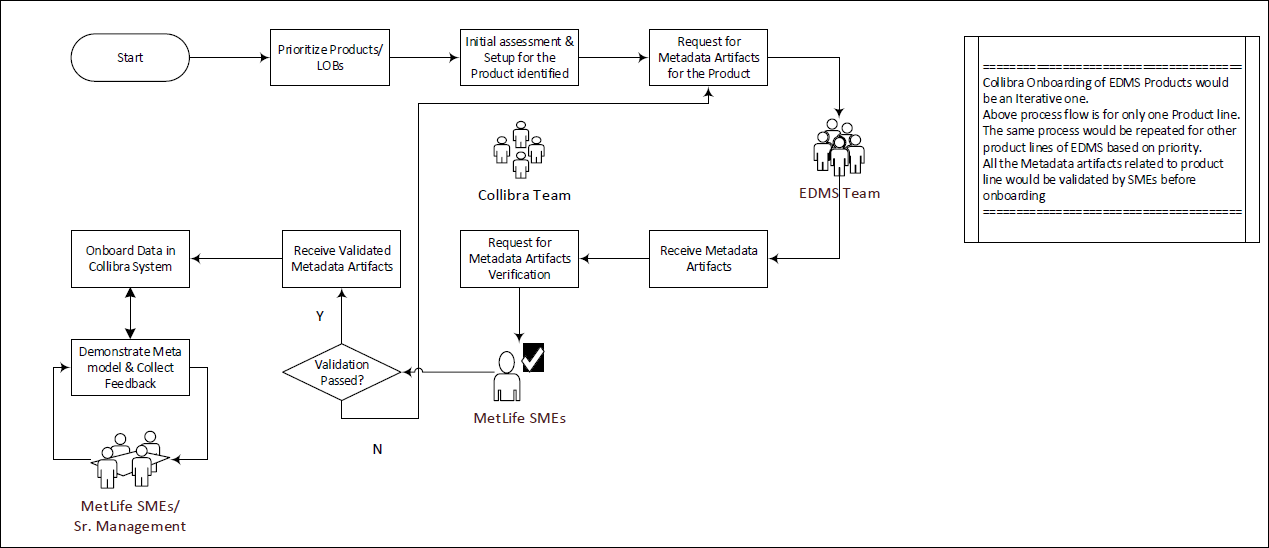 Start
Prioritize Products/
LOBs
Initial assessment &
Setup for the
Product identified
Request for
Metadata Artifacts
for the Product
========================================
Collibra Onboarding of EDMS Products would
be an Iterative one.
Above process flow is for only one Product line.
The same process would be repeated for other
product lines of EDMS based on priority.
All the Metadata artifacts related to product
line would be validated by SMEs before
onboarding
========================================
Collibra Team
EDMS Team
Onboard Data in
Collibra System
Receive Validated
Metadata Artifacts
Request for
Metadata Artifacts
Verification
Receive Metadata
Artifacts
Y
Demonstrate Meta
model & Collect
Feedback
Validation
Passed?
MetLife SMEs
N
MetLife SMEs/
Sr. Management